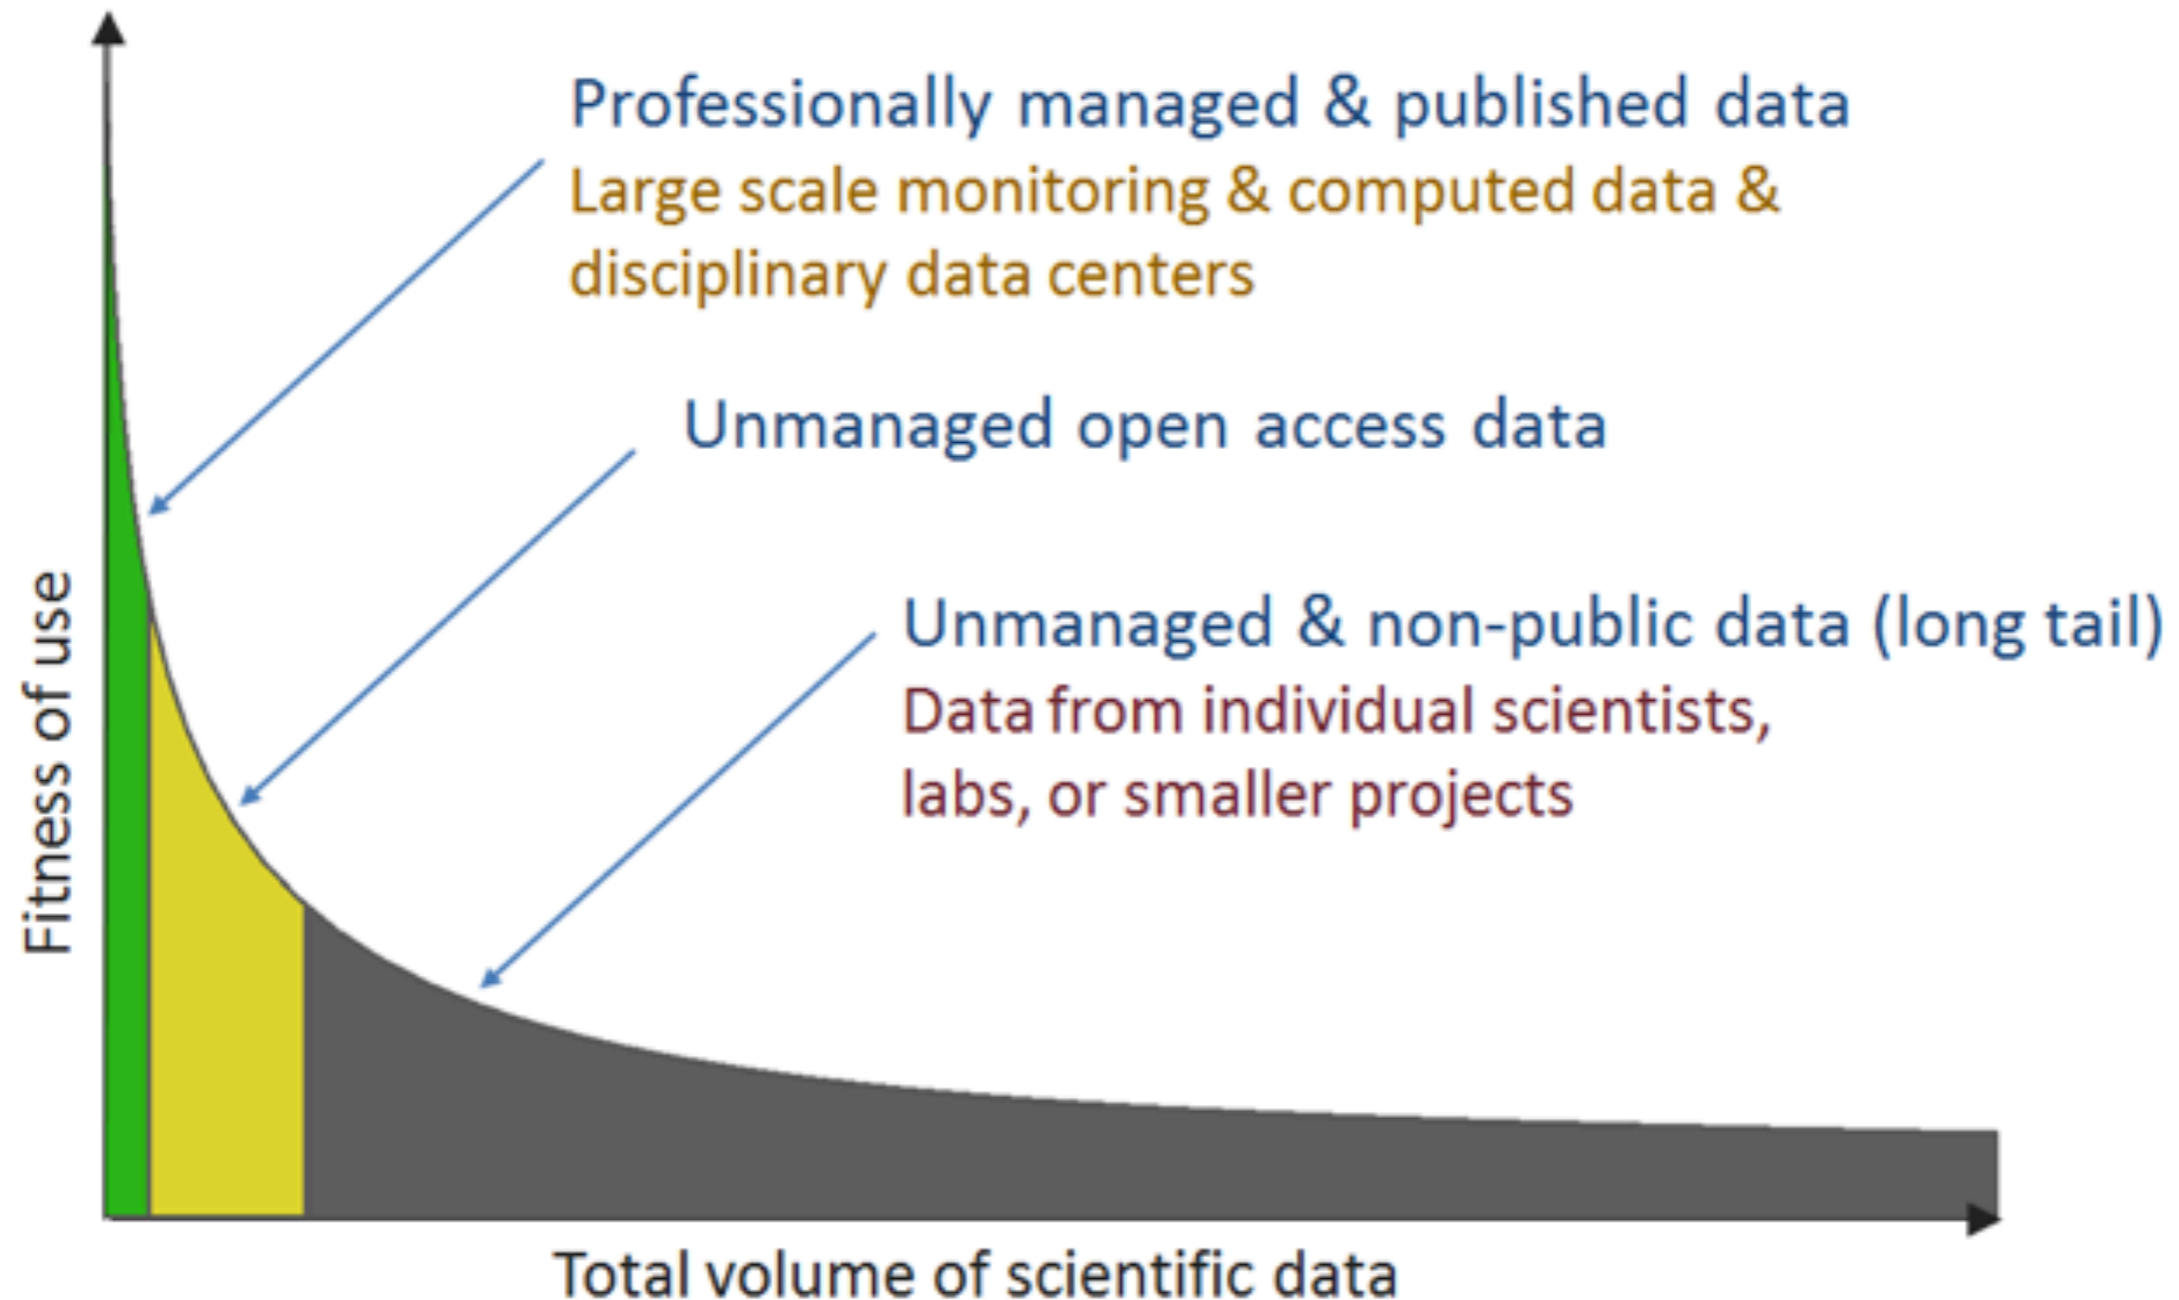 Professionally managed & published data
Large scale monitoring & computed data &
disciplinary data centers
Unmanaged open access data
Unmanaged & non-public data (long tail)
Data from individual scientists,
labs, or smaller projects
Fitness of use
Total volume of scientific data